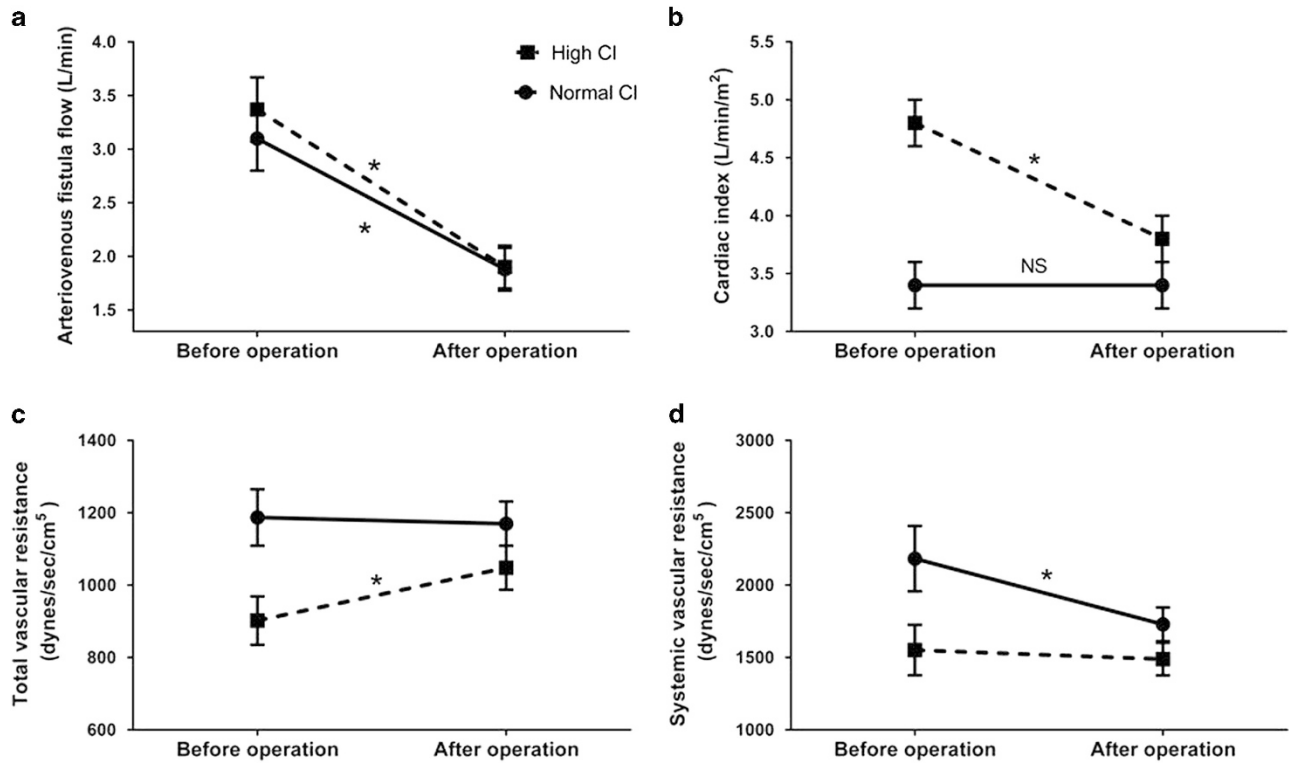 a
Arteriovenous fistula flow (L/min)
4.0
3.5
3.0
2.5
2.0
1.5
High CI
Normal CI
*
*
Before operation
After operation
b
Cardiac index (L/min/m²)
5.5
5.0
4.5
4.0
3.5
3.0
*
NS
Before operation
After operation
c
Total vascular resistance
(dynes/sec/cm⁵ )
1400
1200
1000
800
600
*
Before operation
After operation
d
Systemic vascular resistance
(dynes/sec/cm⁵ )
3000
2500
2000
1500
1000
*
Before operation
After operation